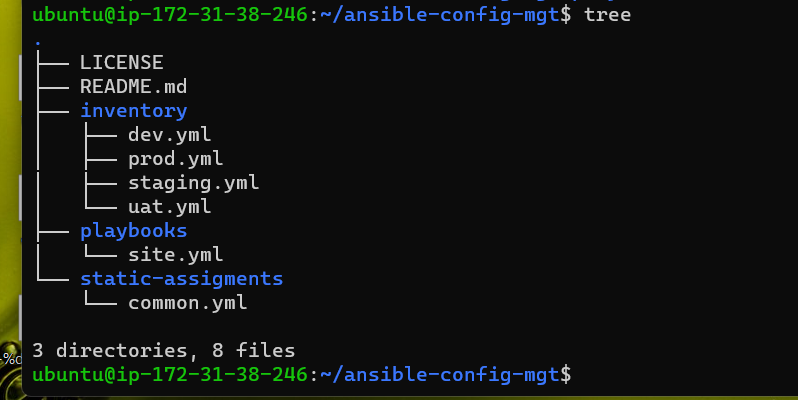 ubuntu@ip-172-31-38-246:~/ansible-config-mgt$ tree
.
├── LICENSE
├── README.md
├── inventory
│   ├── dev.yml
│   ├── prod.yml
│   ├── staging.yml
│   └── uat.yml
├── playbooks
│   └── site.yml
└── static-assigments
    └── common.yml
3 directories, 8 files
ubuntu@ip-172-31-38-246:~/ansible-config-mgt$